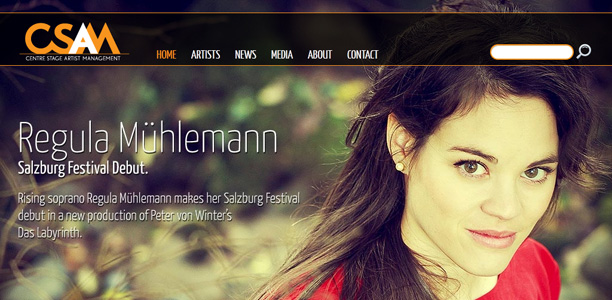 CSAM
CENTRE STAGE ARTIST MANAGEMENT
HOME ARTISTS NEWS MEDIA ABOUT CONTACT
Regula Mühlemann
Salzburg Festival Debut.
Rising soprano Regula Mühlemann makes her Salzburg Festival
debut in a new production of Peter von Winter's
Das Labyrinth.